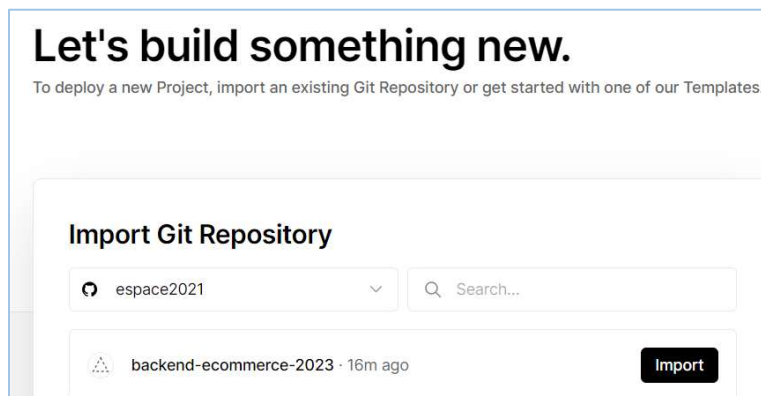 Let's build something new.
To deploy a new Project, import an existing Git Repository or get started with one of our Templates.
Import Git Repository
espace2021
Search...
backend-ecommerce-2023 · 16m ago
Import